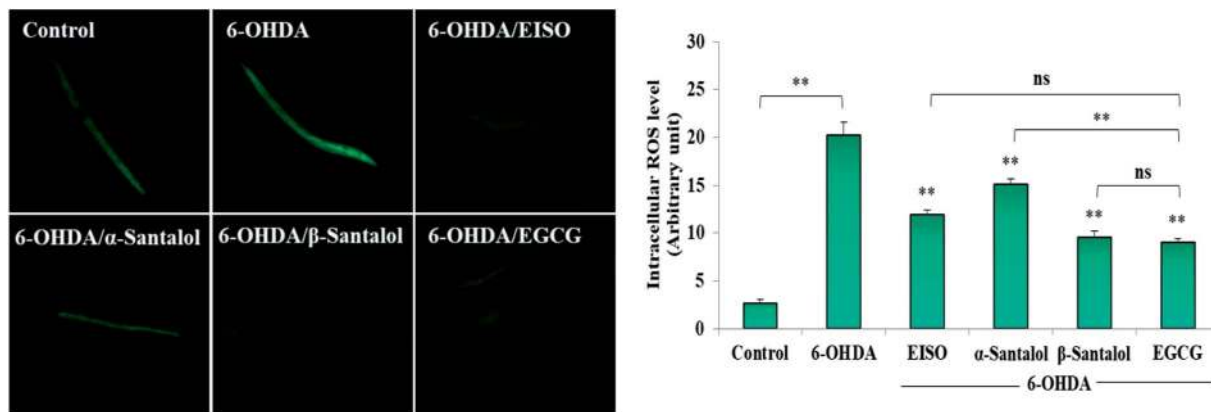 Control
6-OHDA
6-OHDA/EISO
6-OHDA/α-Santalol
6-OHDA/β-Santalol
6-OHDA/EGCG
Intracellular ROS level
(Arbitrary unit)
30
25
20
15
10
5
0
**
ns
**
ns
**
**
**
**
Control
6-OHDA
EISO
α-Santalol
β-Santalol
EGCG
6-OHDA